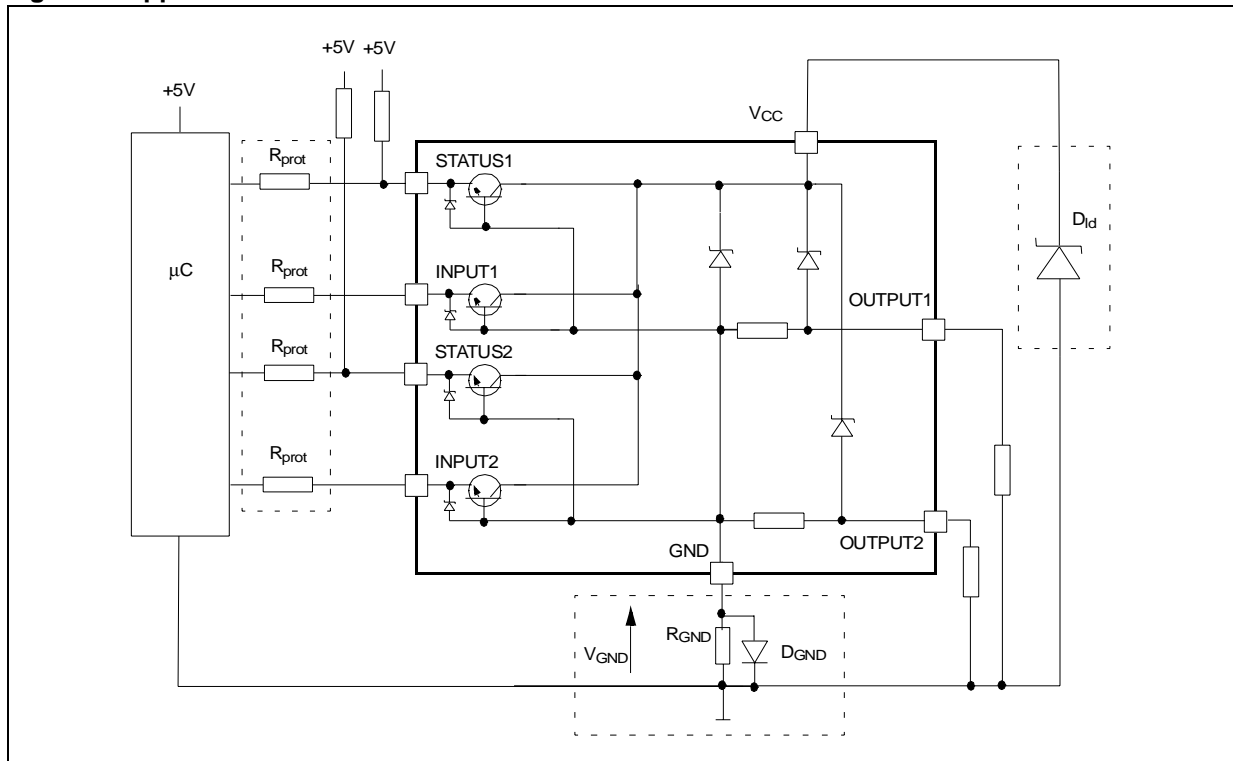 +5V +5V
+5V
VCC
Rprot
STATUS1
Dld
μC
Rprot
INPUT1
OUTPUT1
Rprot
STATUS2
Rprot
INPUT2
GND
OUTPUT2
VGND
RGND
DGND